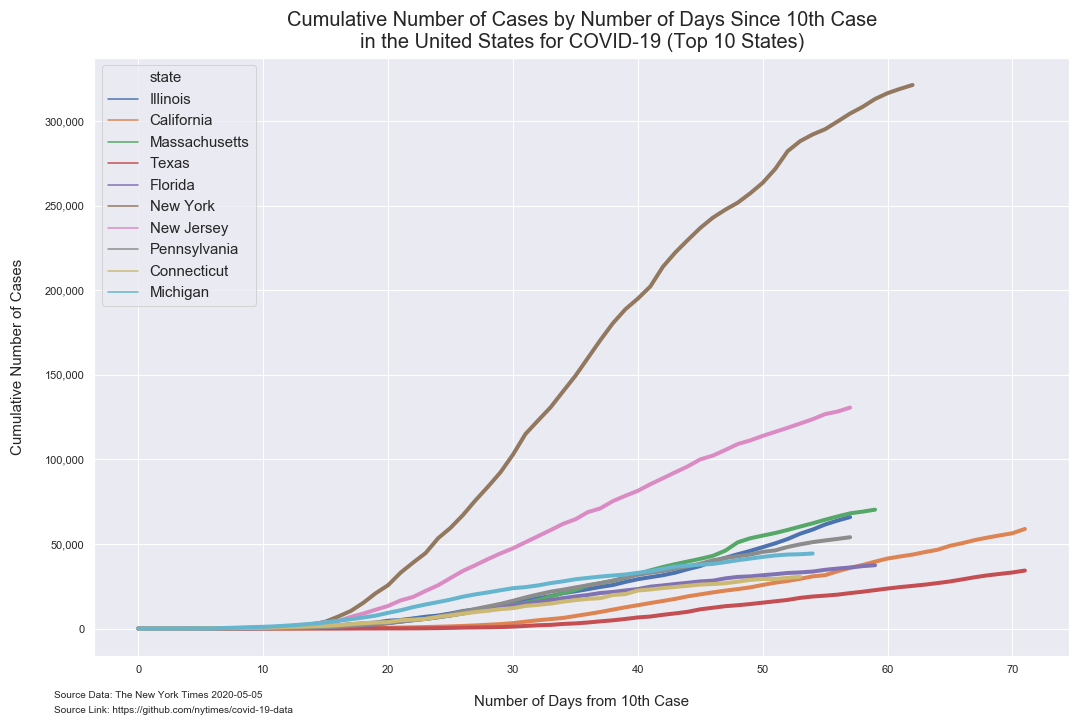 Cumulative Number of Cases by Number of Days Since 10th Case
in the United States for COVID-19 (Top 10 States)
state
Illinois
California
Massachusetts
Texas
Florida
New York
New Jersey
Pennsylvania
Connecticut
Michigan
Cumulative Number of Cases
300,000
250,000
200,000
150,000
100,000
50,000
0
0 10 20 30 40 50 60 70
Number of Days from 10th Case
Source Data: The New York Times 2020-05-05
Source Link: https://github.com/nytimes/covid-19-data